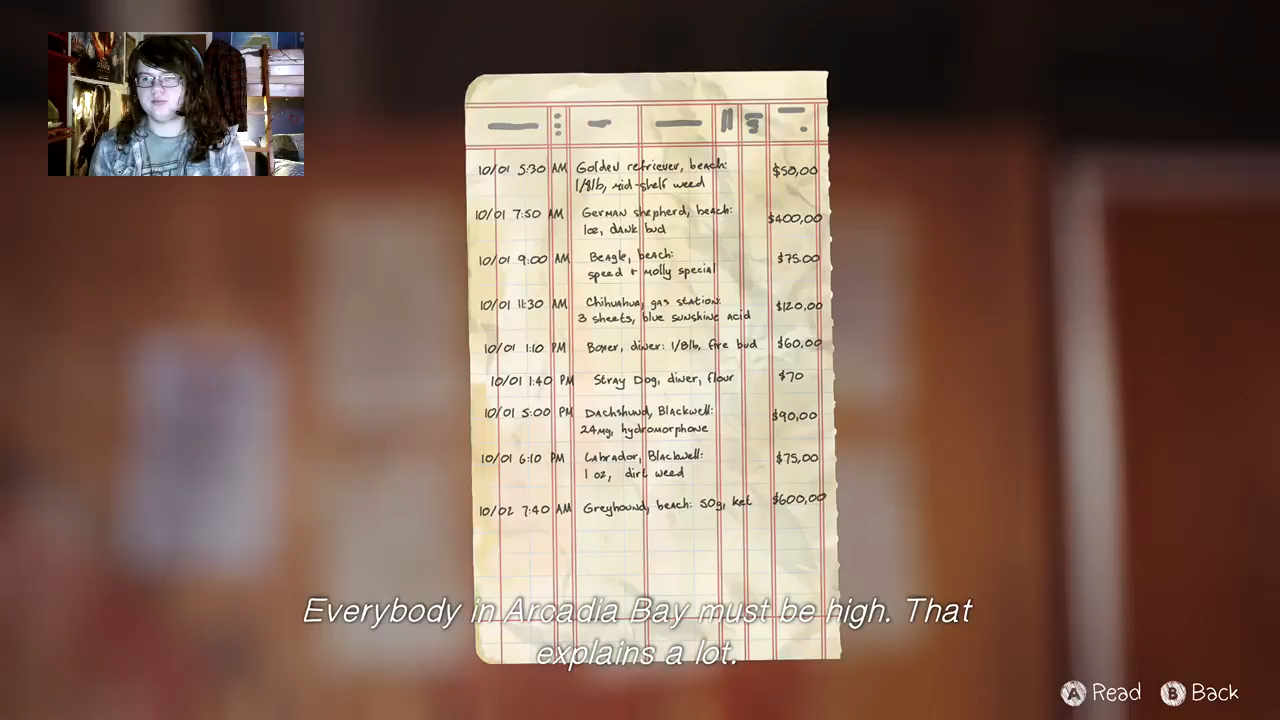 10/01 5:30 AM Golden retriever, beach: $50,00
1/8lb, mid-shelf weed
10/01 7:50 AM German shepherd, beach: $400,00
1oz, dank bud
10/01 9:00 AM Beagle, beach: $75.00
speed + molly special
10/01 11:30 AM Chihuahua, gas station: $120,00
3 sheets, blue sunshine acid
10/01 1:10 PM Boxer, diner: 1/8lb, fire bud $60,00
10/01 1:40 PM Stray Dog, diner, flour $70
10/01 5:00 PM Dachshund, Blackwell: $90,00
24mg, hydromorphone
10/01 6:10 PM Labrador, Blackwell: $75,00
1 oz, dirt weed
10/02 7:40 AM Greyhound, beach: 50g, ket $600,00
Everybody in Arcadia Bay must be high. That
explains a lot.
A Read B Back